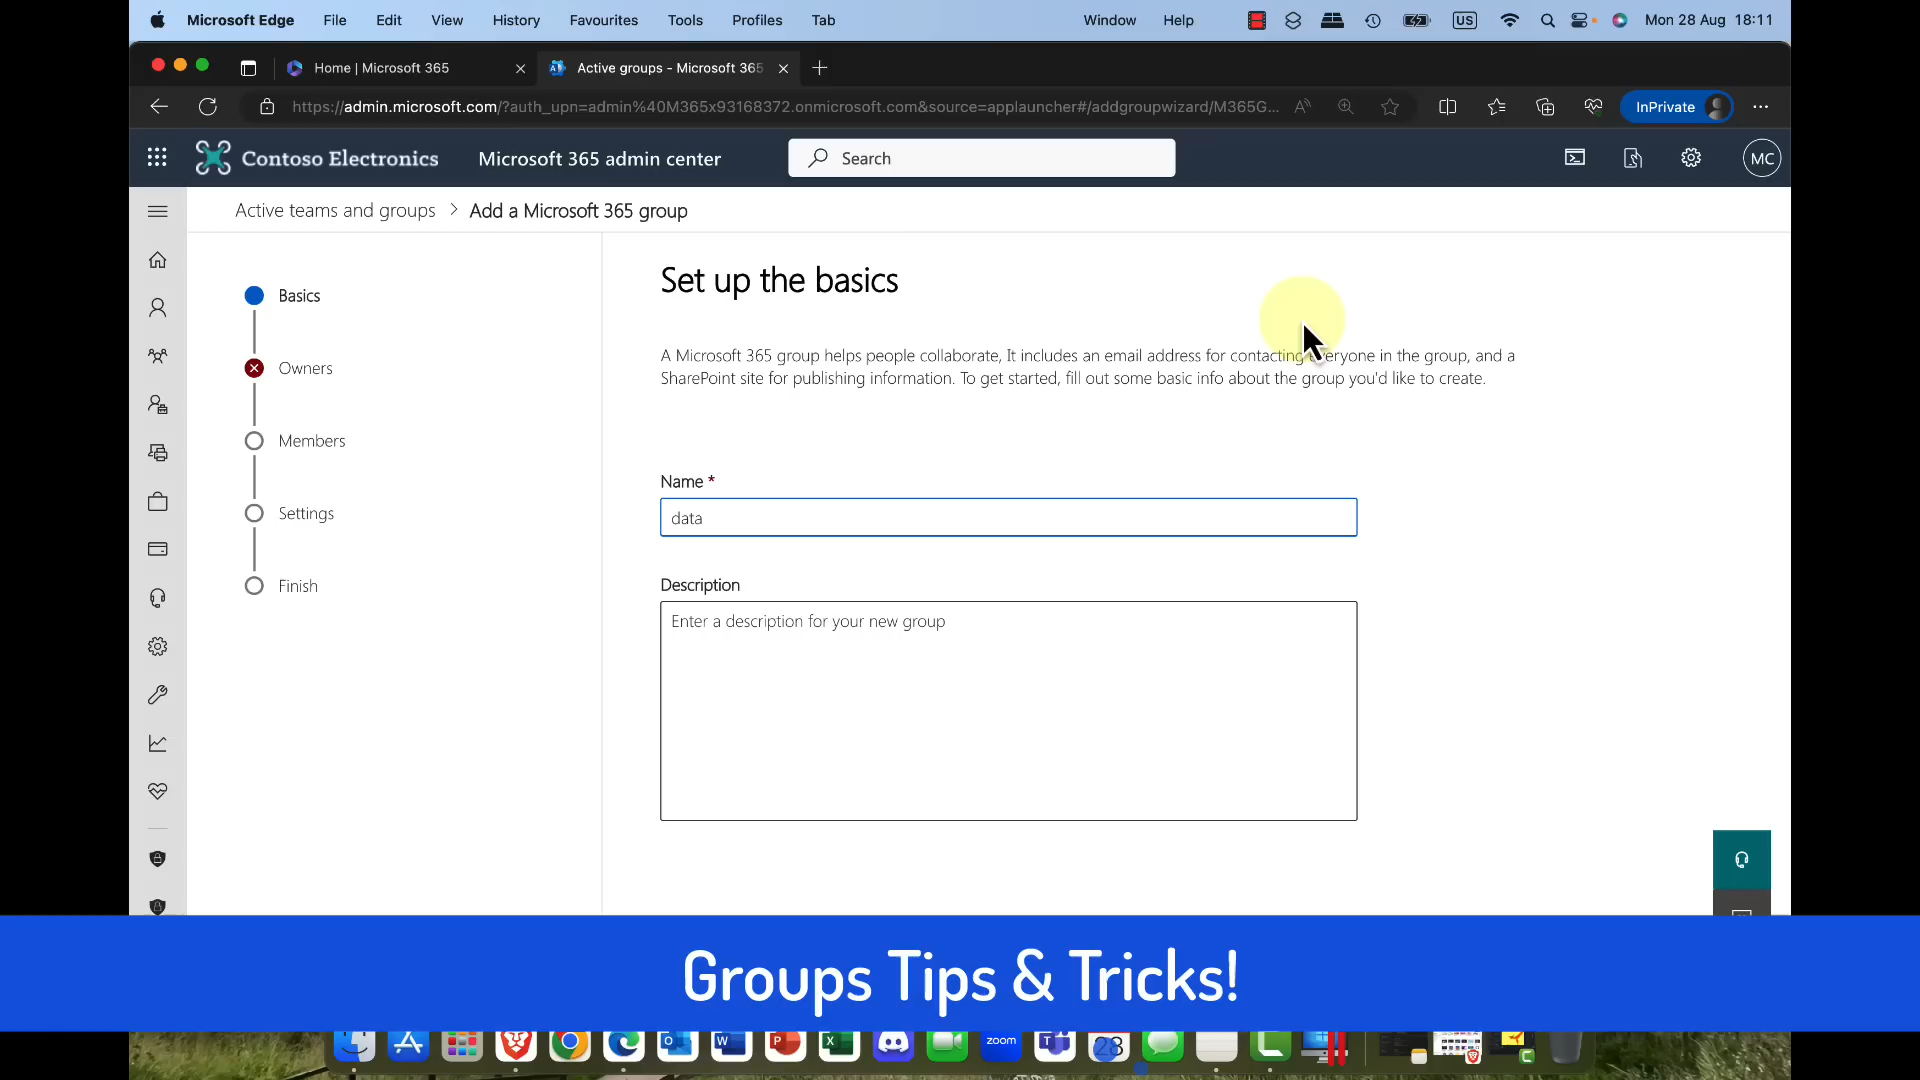 Microsoft Edge File Edit View History Favourites Tools Profiles Tab Window Help US Mon 28 Aug 18:11
Home | Microsoft 365 Active groups - Microsoft 365
https://admin.microsoft.com/?auth_upn=admin%40M365x93168372.onmicrosoft.com&source=applauncher#/addgroupwizard/M365G... InPrivate
Contoso Electronics Microsoft 365 admin center Search MC
Active teams and groups > Add a Microsoft 365 group
Set up the basics
Basics
A Microsoft 365 group helps people collaborate, It includes an email address for contacting everyone in the group, and a
SharePoint site for publishing information. To get started, fill out some basic info about the group you'd like to create.
Owners
Members
Name *
data
Settings
Description
Finish
Enter a description for your new group
Groups Tips & Tricks!
zoom
28